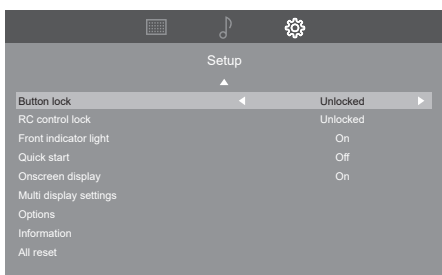 Setup
Button lock Unlocked
RC control lock Unlocked
Front indicator light On
Quick start Off
Onscreen display On
Multi display settings
Options
Information
All reset